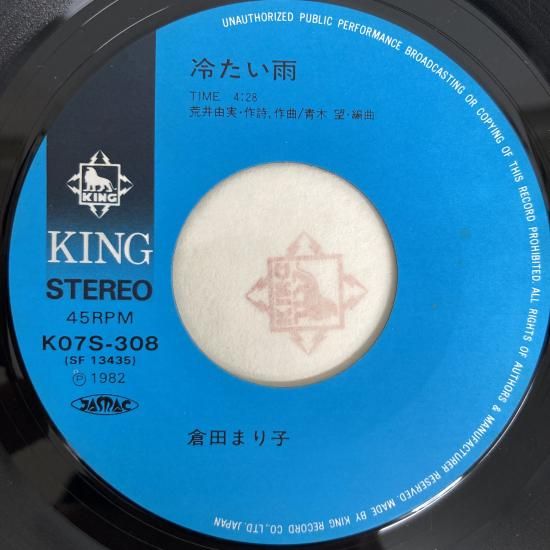 UNAUTHORIZED PUBLIC PERFORMANCE BROADCASTING OR COPYING OF THIS RECORD PROHIBITED. ALL RIGHTS OF AUTHORS & MANUFACTURER RESERVED. MADE BY KING RECORD CO., LTD. JAPAN
冷たい雨
TIME 4:28
荒井由実・作詩、作曲/青木 望・編曲
KING
KING
STEREO
45RPM
K07S-308
(SF 13435)
Ⓟ 1982
JASRAC
倉田まり子
KING